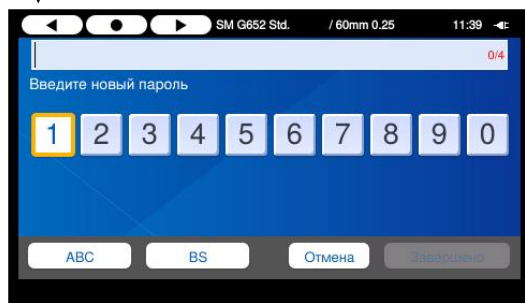 SM G652 Std. / 60mm 0.25 11:39
0/4
Введите новый пароль
1 2 3 4 5 6 7 8 9 0
ABC BS Отмена Завершено